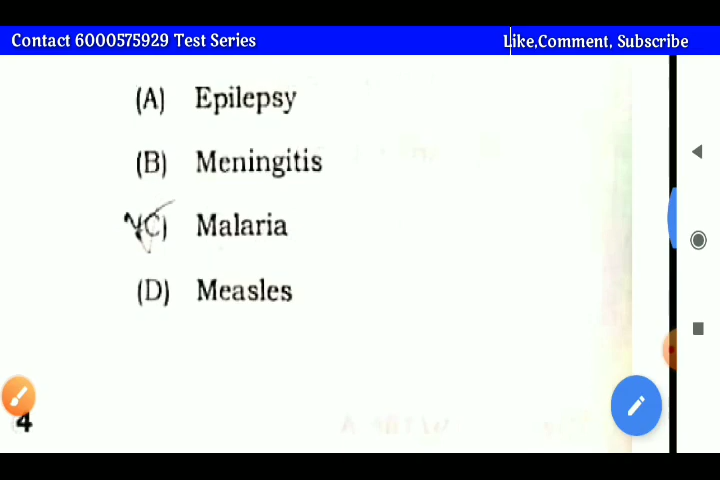 Contact 6000575929 Test Series
Like,Comment, Subscribe
(A) Epilepsy
(B) Meningitis
(C) Malaria
(D) Measles
4